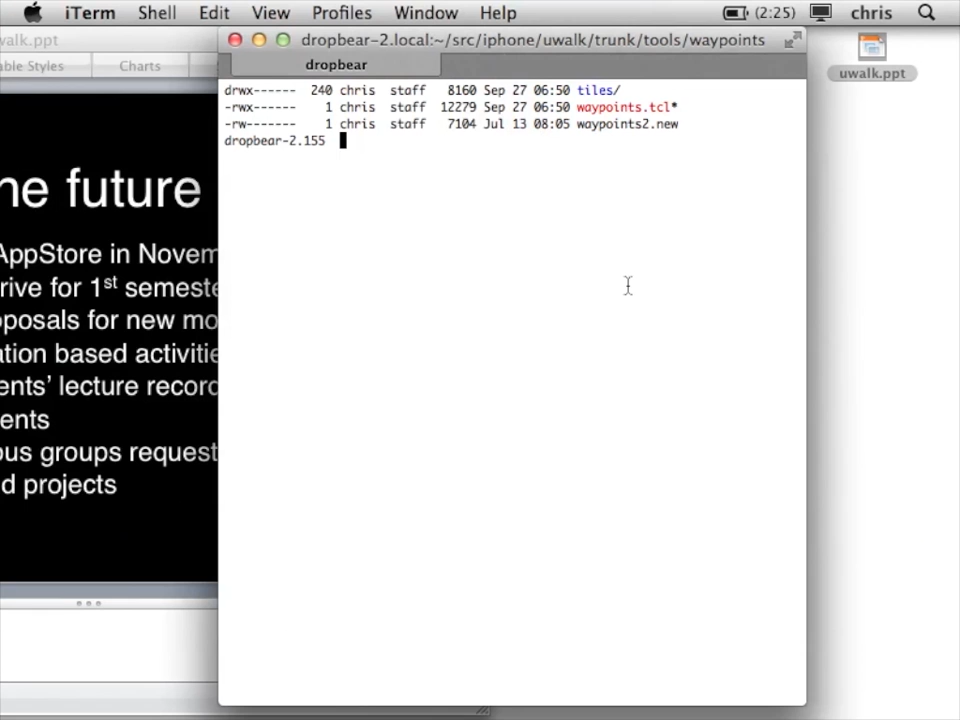 iTerm Shell Edit View Profiles Window Help (2:25) chris
walk.ppt
dropbear-2.local:~/src/iphone/uwalk/trunk/tools/waypoints
Styles Charts
dropbear
drwx------ 240 chris staff 8160 Sep 27 06:50 tiles/
-rwx------ 1 chris staff 12279 Sep 27 06:50 waypoints.tcl*
-rw------- 1 chris staff 7104 Jul 13 08:05 waypoints2.new
dropbear-2.155
uwalk.ppt
he future
AppStore in Novem
rive for 1st semeste
oposals for new mo
ation based activitie
ents’ lecture record
ents
ous groups request
d projects